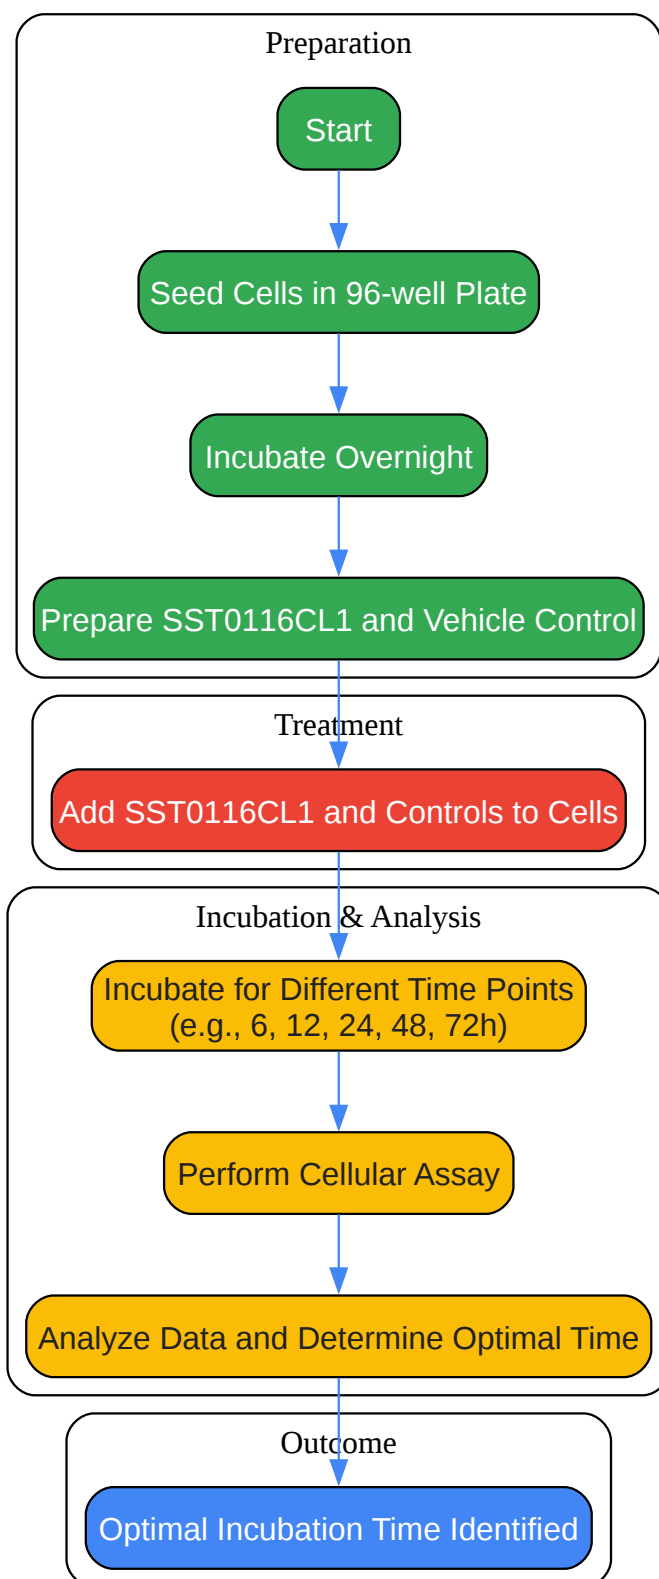 Preparation
Start
Seed Cells in 96-well Plate
Incubate Overnight
Prepare SST0116CL1 and Vehicle Control
Treatment
Add SST0116CL1 and Controls to Cells
Incubation & Analysis
Incubate for Different Time Points
(e.g., 6, 12, 24, 48, 72h)
Perform Cellular Assay
Analyze Data and Determine Optimal Time
Outcome
Optimal Incubation Time Identified